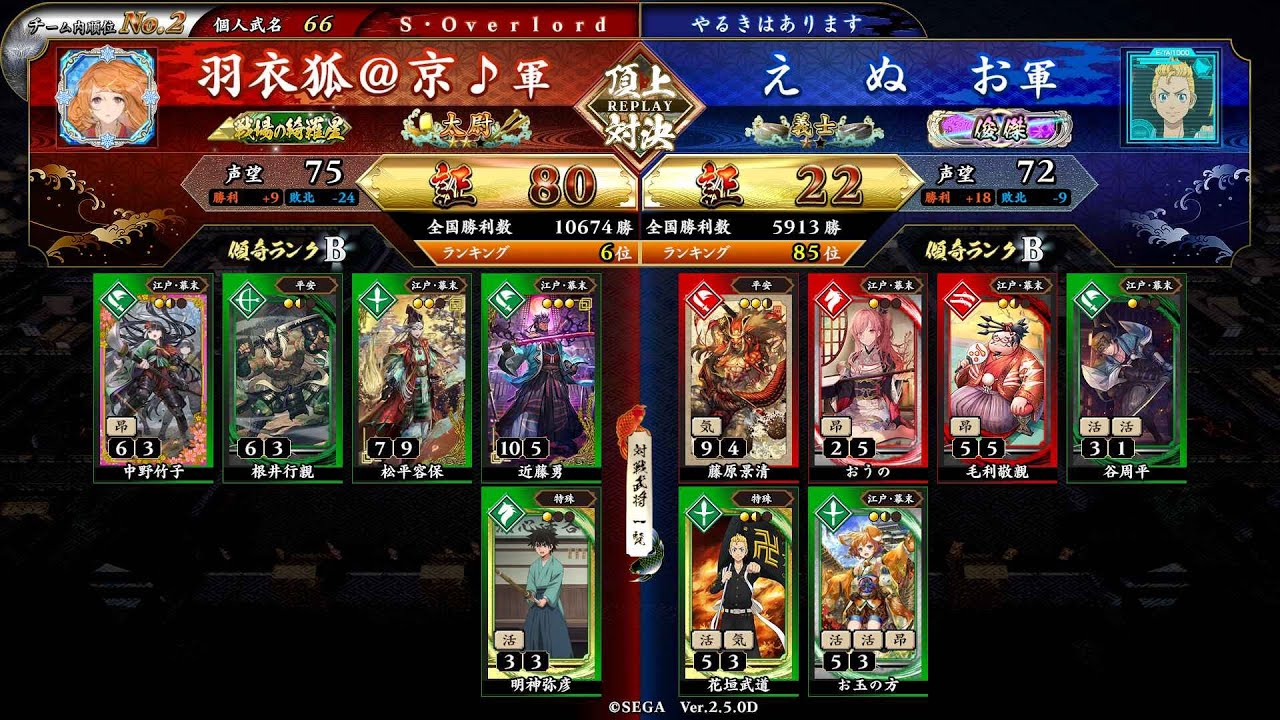 チーム内順位 No.2 個人武名 66 S・Overlord やるきはあります
羽衣狐@京♪軍 頂上 REPLAY 対決 えぬお軍
戦場の綺羅星 太尉 義士 俊傑
声望 75 証 80 証 22 声望 72
勝利 +9 敗北 -24 勝利 +18 敗北 -9
全国勝利数 10674勝 全国勝利数 5913勝
傾奇ランクB ランキング 6位 ランキング 85位 傾奇ランクB
江戸・幕末 平安 江戸・幕末 江戸・幕末 平安 江戸・幕末 江戸・幕末 江戸・幕末
昂 気 昂 昂 活 活
6 3 6 3 7 9 10 5 9 4 2 5 5 5 3 1
中野竹子 根井行親 松平容保 近藤勇 藤原景清 おうの 毛利敬親 谷周平
対戦武将一覧
特殊 特殊 江戸・幕末
活 活 気 活 活 昂
3 3 5 3 5 3
明神弥彦 花垣武道 お玉の方
©SEGA Ver.2.5.0D